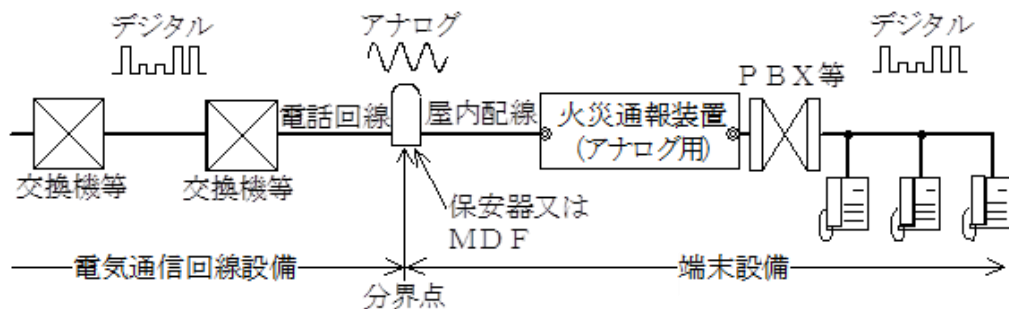 デジタル
アナログ
デジタル
PBX等
電話回線
屋内配線
火災通報装置
(アナログ用)
交換機等
交換機等
保安器又は
MDF
電気通信回線設備
端末設備
分界点